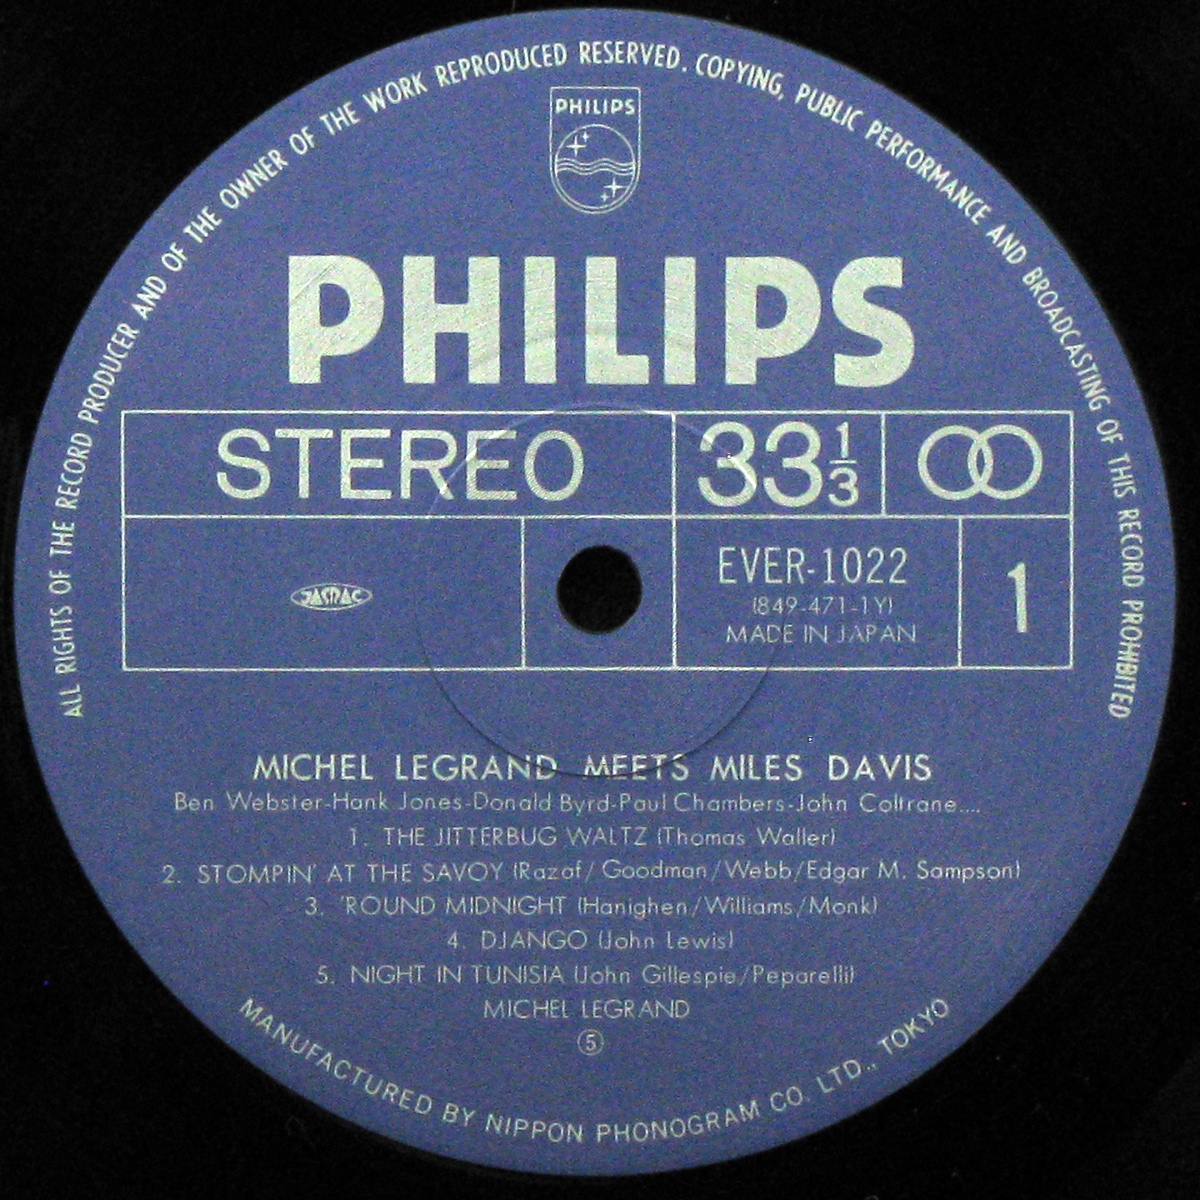 ALL RIGHTS OF THE RECORD PRODUCER AND OF THE OWNER OF THE WORK REPRODUCED RESERVED. COPYING, PUBLIC PERFORMANCE AND BROADCASTING OF THIS RECORD PROHIBITED
PHILIPS
PHILIPS
STEREO 33 1/3
JASRAC EVER-1022 1
(849-471-1Y)
MADE IN JAPAN
MICHEL LEGRAND MEETS MILES DAVIS
Ben Webster-Hank Jones-Donald Byrd-Paul Chambers-John Coltrane....
1. THE JITTERBUG WALTZ (Thomas Waller)
2. STOMPIN' AT THE SAVOY (Razaf/Goodman/Webb/Edgar M. Sampson)
3. 'ROUND MIDNIGHT (Hanighen/Williams/Monk)
4. DJANGO (John Lewis)
5. NIGHT IN TUNISIA (John Gillespie/Peparelli)
MICHEL LEGRAND
⑤
MANUFACTURED BY NIPPON PHONOGRAM CO. LTD., TOKYO